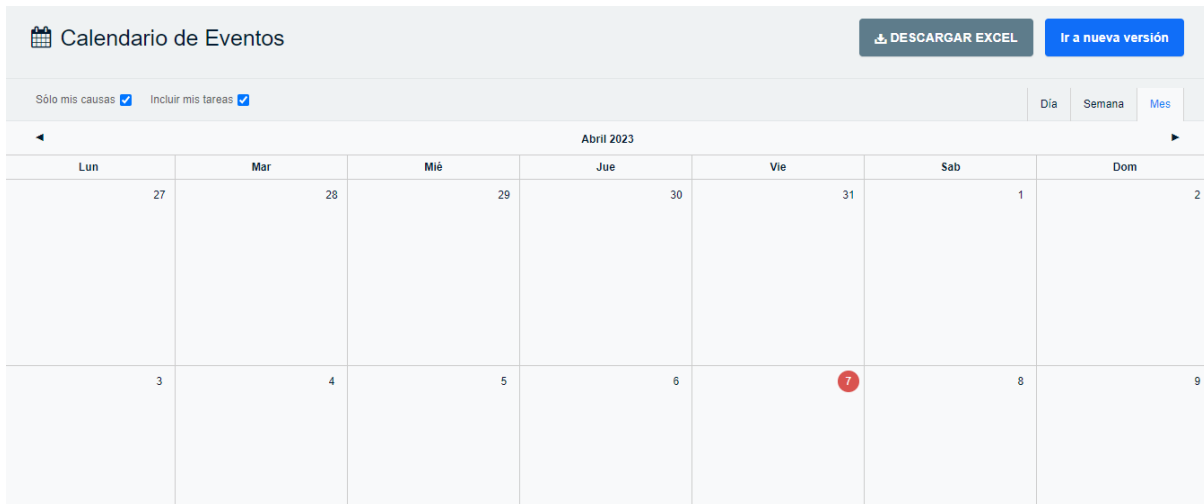 Calendario de Eventos
DESCARGAR EXCEL
Ir a nueva versión
Sólo mis causas
Incluir mis tareas
Día Semana Mes
Abril 2023
Lun Mar Mié Jue Vie Sab Dom
27 28 29 30 31 1 2
3 4 5 6 7 8 9